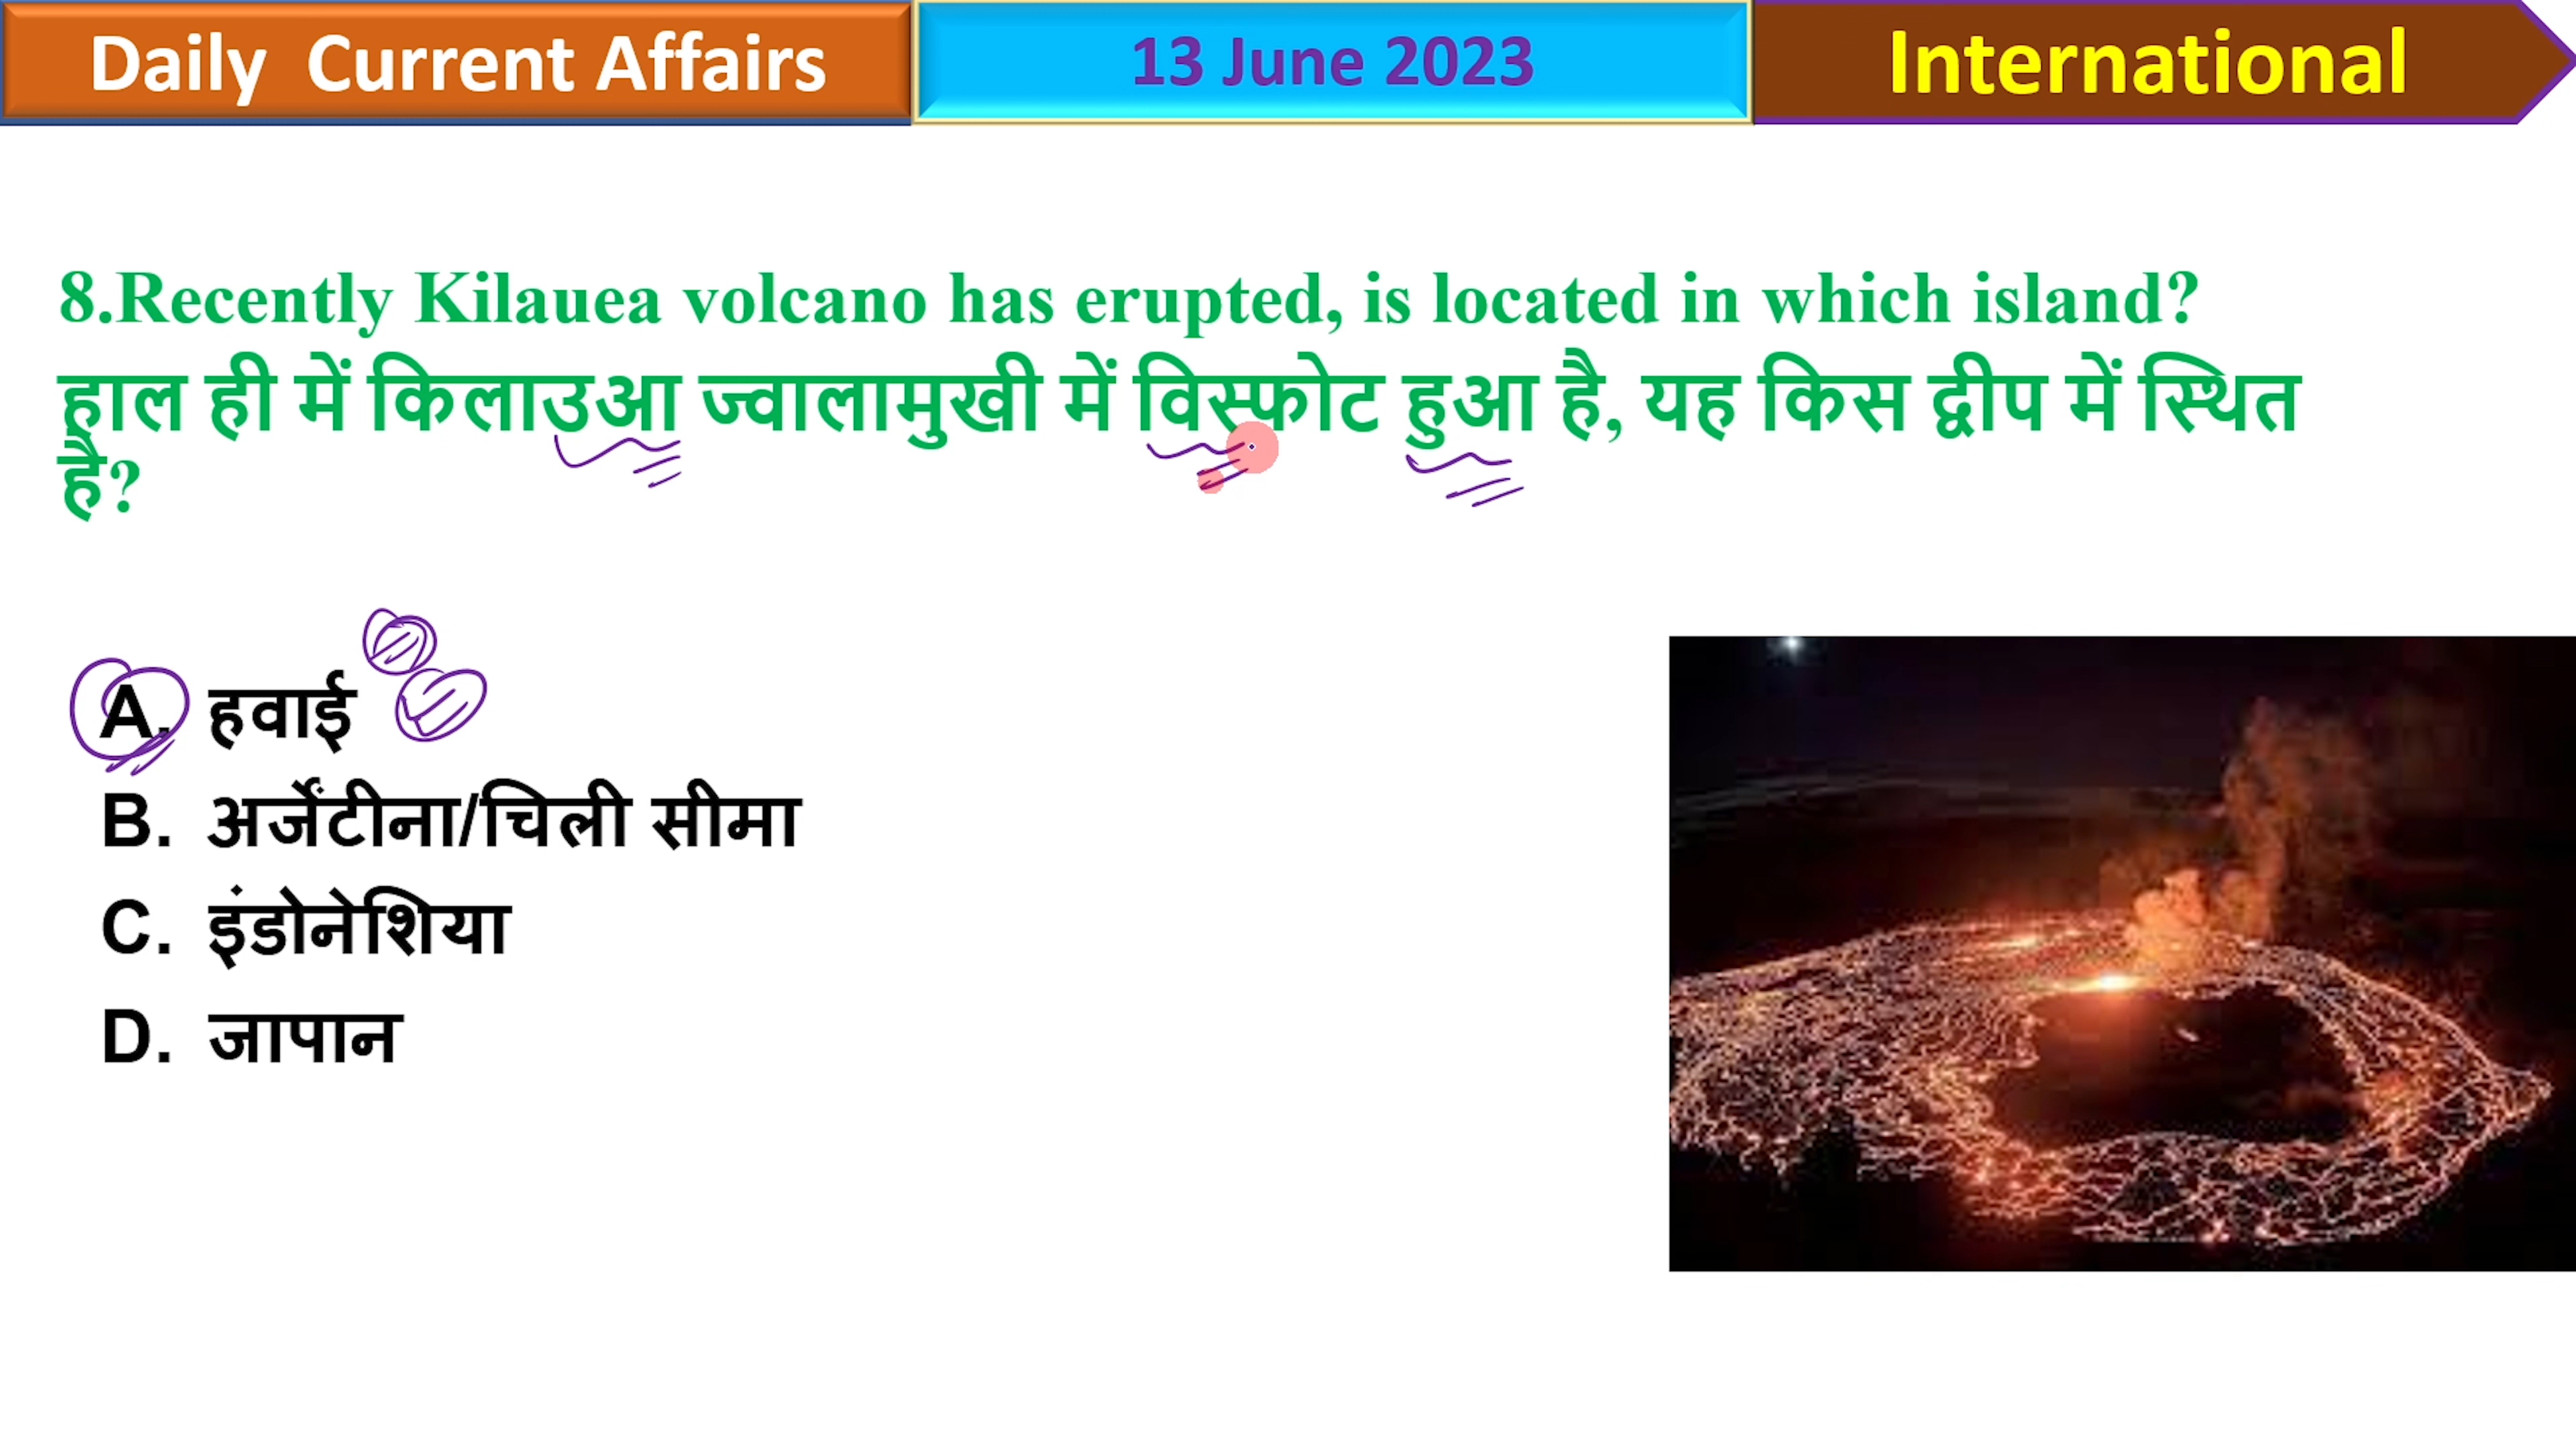 Daily Current Affairs
13 June 2023
International
8.Recently Kilauea volcano has erupted, is located in which island?
हाल ही में किलाउआ ज्वालामुखी में विस्फोट हुआ है, यह किस द्वीप में स्थित
है?
A. हवाई
B. अर्जेंटीना/चिली सीमा
C. इंडोनेशिया
D. जापान